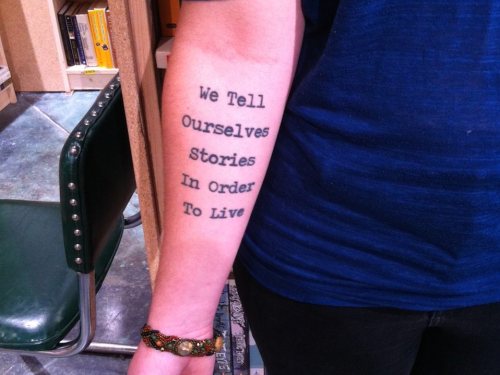 We Tell
Ourselves
Stories
In Order
To Live